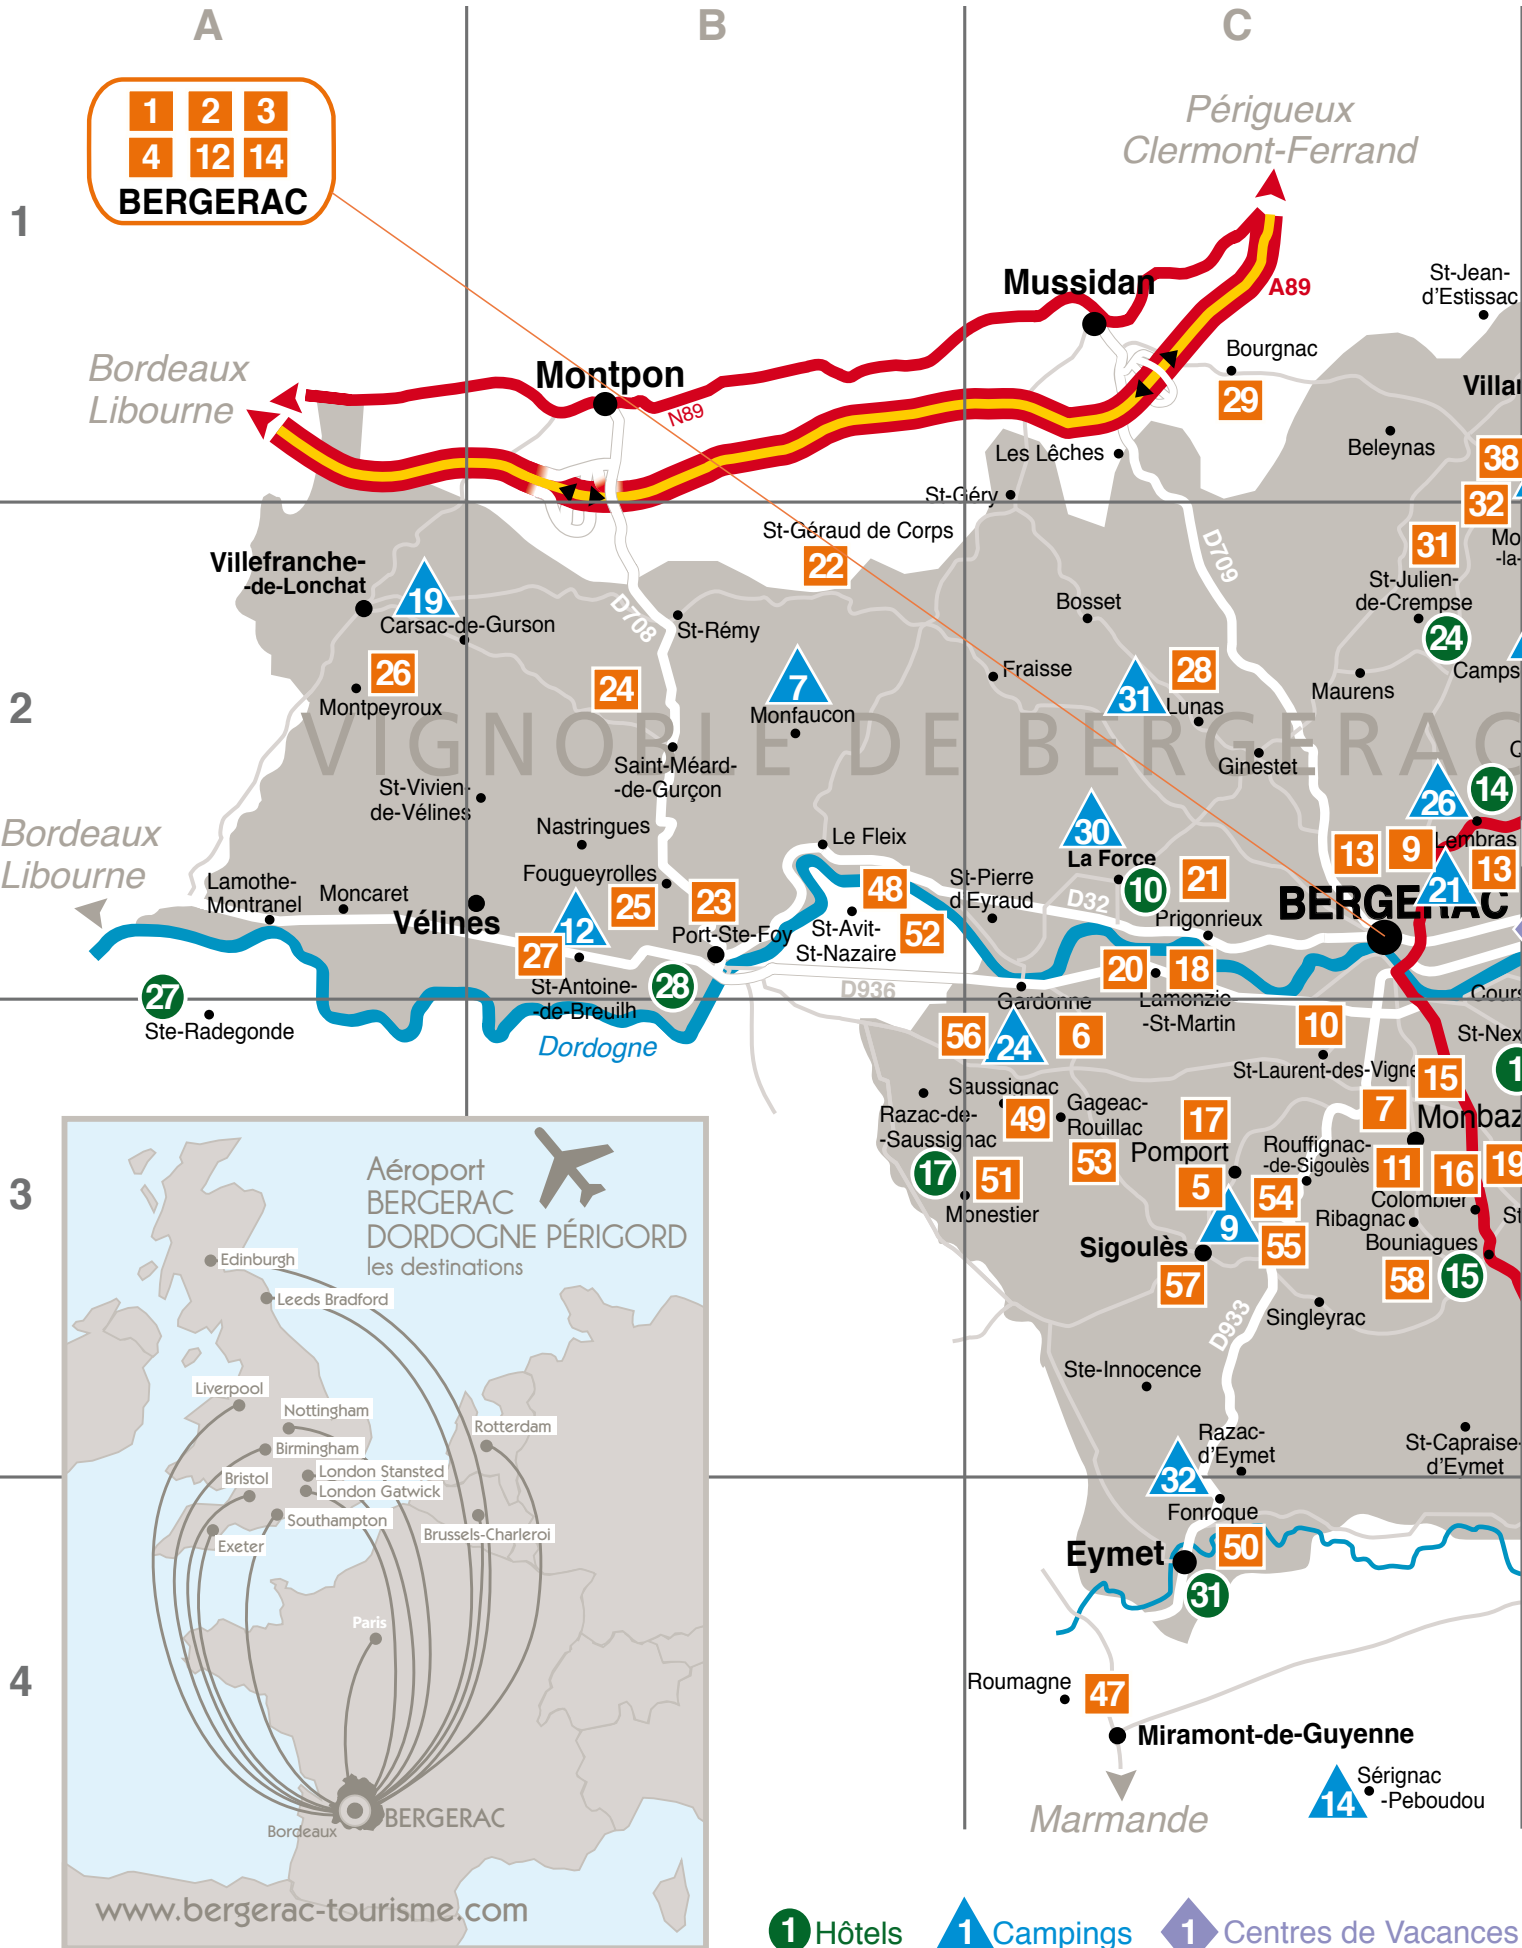 A
B
C
1 2 3
4 12 14
BERGERAC
Périgueux
Clermont-Ferrand
1
Mussidan
A89
St-Jean-
d'Estissac
Bordeaux
Libourne
Montpon
N89
Bourgnac
29
Villa
Les Lêches
Beleynas
38
St-Géry
32
St-Géraud de Corps
22
D709
31
Mo
-la-
Villefranche-
-de-Lonchat
19
Carsac-de-Gurson
D708
St-Rémy
Bosset
St-Julien-
de-Crempse
24
Camps
26
Montpeyroux
24
7
Monfaucon
Fraisse
31
28
Lunas
Maurens
2
VIGNOBLE DE BERGERAC
Saint-Méard-
-de-Gurçon
Ginestet
St-Vivien-
de-Vélines
26
14
Nastringues
Le Fleix
30
La Force
13
9
Lembras
13
Bordeaux
Libourne
Lamothe-
Montranel
Moncaret
Fougueyrolles
25
23
48
St-Pierre
d'Eyraud
D32
10
21
21
BERGERAC
Vélines
12
Port-Ste-Foy
St-Avit-
St-Nazaire
52
Prigonrieux
27
St-Antoine-
-de-Breuilh
28
D936
20
18
Gardonne
Lamonzie-
-St-Martin
Cours
27
Ste-Radegonde
Dordogne
56
24
6
10
St-Laurent-des-Vigne
St-Nex
15
1
Saussignac
49
Razac-de-
-Saussignac
Gageac-
Rouillac
17
7
Monbaz
Aéroport
BERGERAC
DORDOGNE PÉRIGORD
les destinations
3
17
51
53
Pomport
Rouffignac-
-de-Sigoulès
11
16
19
5
54
Colombier
Monestier
9
Ribagnac
St
Sigoulès
55
Bouniagues
57
58
15
Edinburgh
Leeds Bradford
D933
Singleyrac
Ste-Innocence
Liverpool
Nottingham
Rotterdam
Birmingham
Razac-
d'Eymet
St-Capraise-
d'Eymet
London Stansted
Bristol
London Gatwick
32
Southampton
Brussels-Charleroi
Exeter
Fonroque
Eymet
50
31
Paris
4
Roumagne
47
Miramont-de-Guyenne
Sérignac
-Peboudou
14
Marmande
BERGERAC
Bordeaux
www.bergerac-tourisme.com
1 Hôtels
1 Campings
1 Centres de Vacances